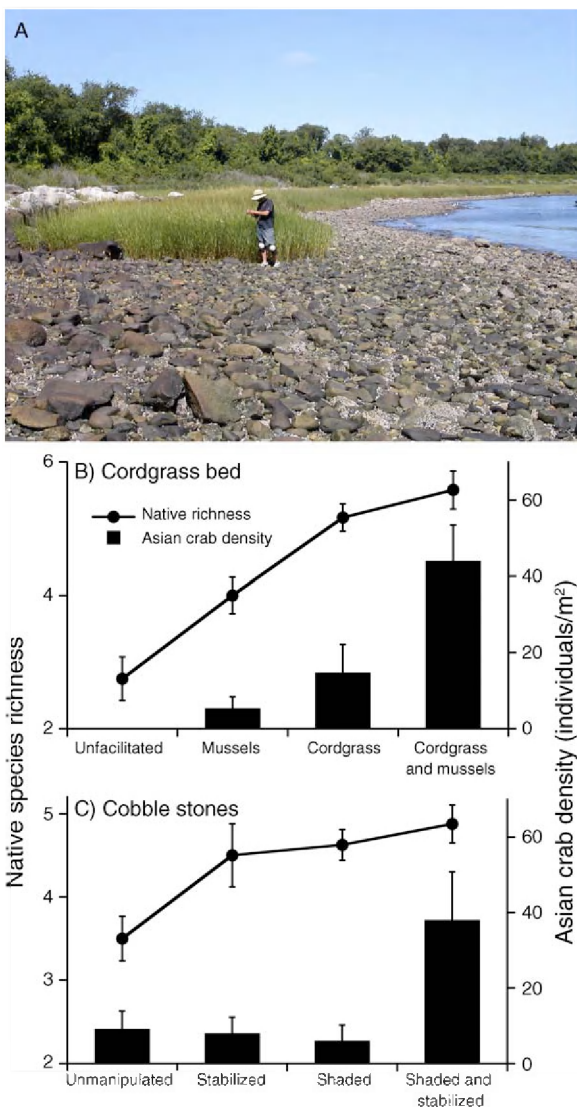 A
B) Cordgrass bed
Native richness
Asian crab density
6
4
2
60
40
20
0
Unfacilitated
Mussels
Cordgrass
Cordgrass
and mussels
C) Cobble stones
5
4
3
2
60
40
20
0
Unmanipulated
Stabilized
Shaded
Shaded and
stabilized
Native species richness
Asian crab density (individuals/m²)